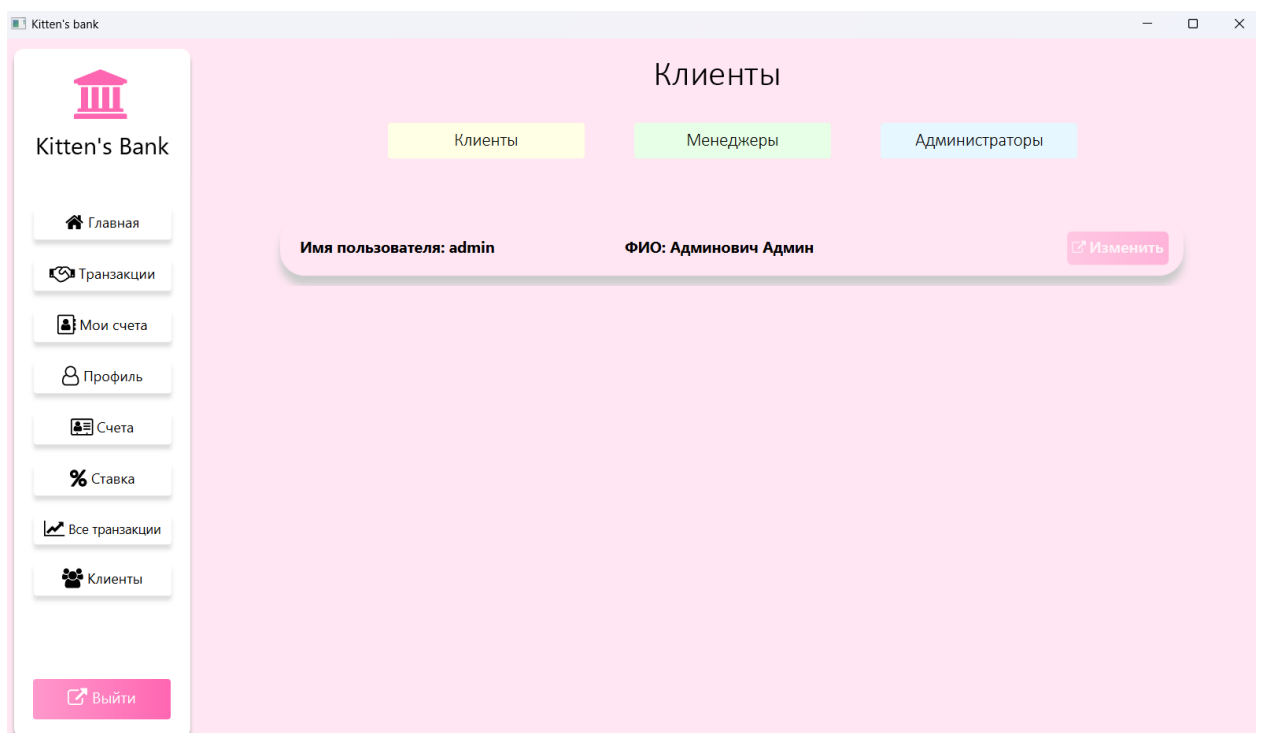 Kitten's bank
Kitten's Bank
Главная
Транзакции
Мои счета
Профиль
Счета
Ставка
Все транзакции
Клиенты
Выйти
Клиенты
Клиенты Менеджеры Администраторы
Имя пользователя: admin ФИО: Админович Админ Изменить